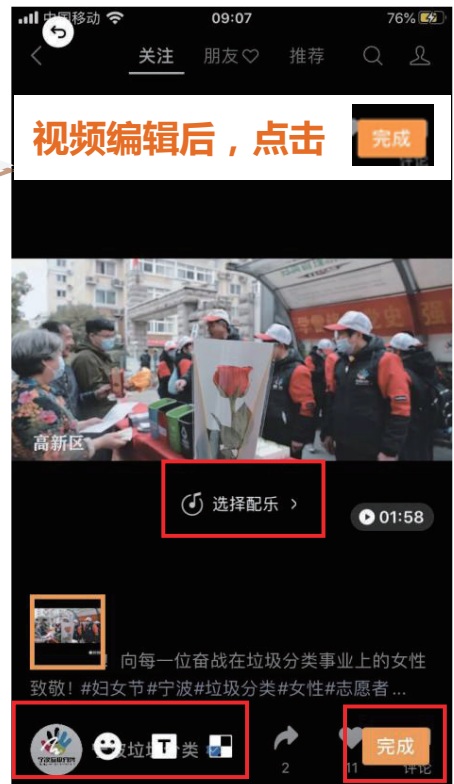 中国移动 09:07 76%
关注 朋友♡ 推荐
视频编辑后，点击 完成
评论
高新区
选择配乐 >
01:58
向每一位奋战在垃圾分类事业上的女性
致敬！#妇女节#宁波#垃圾分类#女性#志愿者...
T 波垃圾分类 完成
2 11 评论